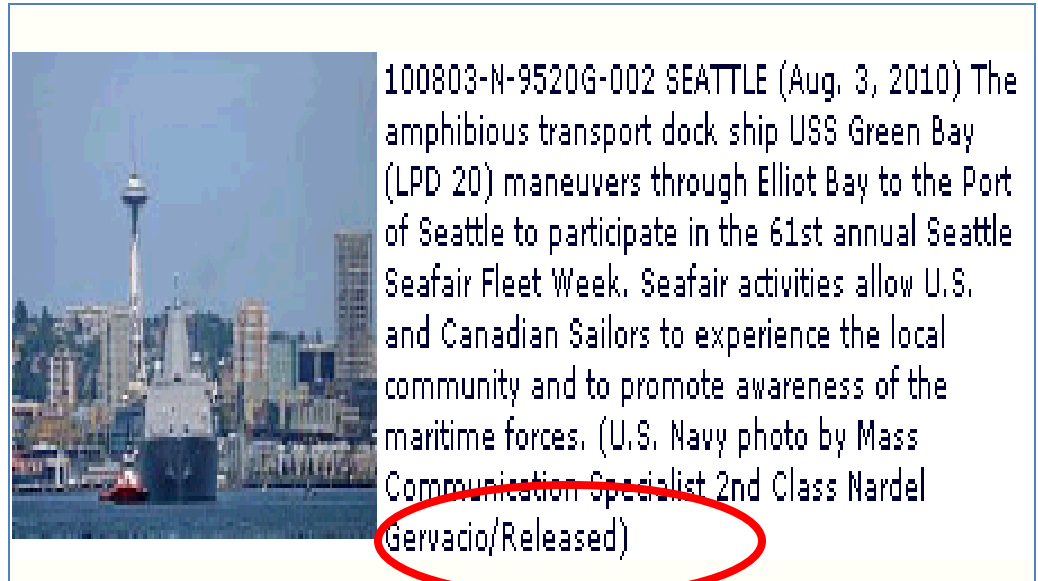 100803-N-9520G-002 SEATTLE (Aug. 3, 2010) The
amphibious transport dock ship USS Green Bay
(LPD 20) maneuvers through Elliot Bay to the Port
of Seattle to participate in the 61st annual Seattle
Seafair Fleet Week. Seafair activities allow U.S.
and Canadian Sailors to experience the local
community and to promote awareness of the
maritime forces. (U.S. Navy photo by Mass
Communication Specialist 2nd Class Nardel
Gervacio/Released)